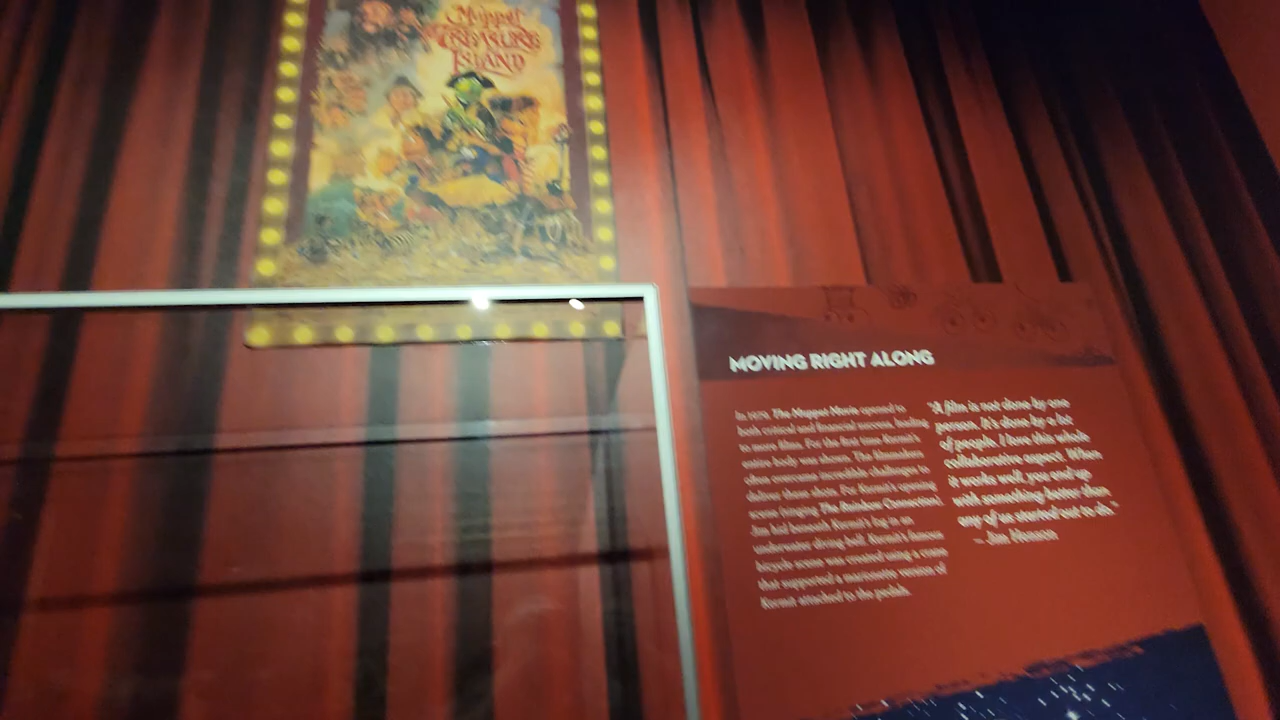 Muppet
TREASURE
ISLAND
MOVING RIGHT ALONG
In 1979, The Muppet Movie opened to
both critical and financial success, leading
to more films. For the first time Kermit's
entire body was shown. The filmmakers
often overcame incredible challenges to
deliver these shots. For Kermit's opening
scene singing The Rainbow Connection,
Jim hid beneath Kermit's log in an
underwater diving bell. Kermit's famous
bicycle scene was created using a crane
that supported a marionette version of
Kermit attached to the pedals.
"A film is not done by one
person. It's done by a lot
of people. I love this whole
collaborative aspect. When
it works well, you end up
with something better than
any of us started out to do."
– Jim Henson